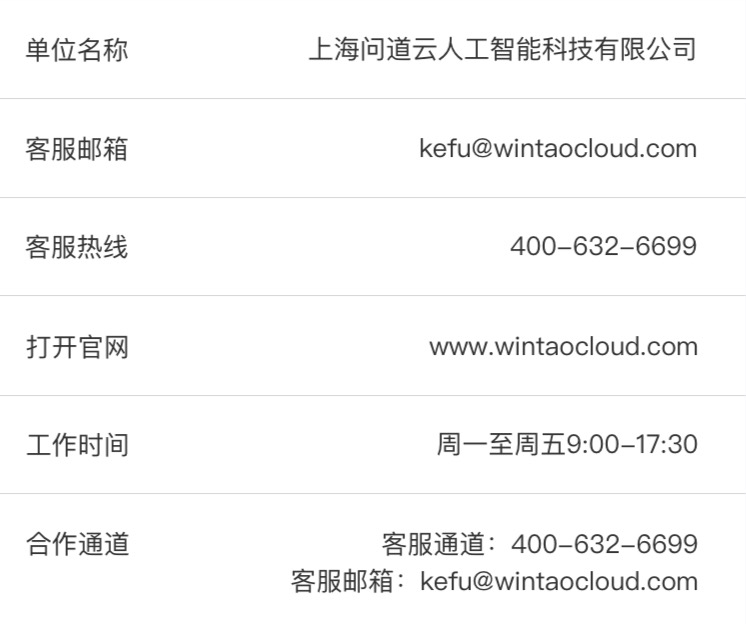 单位名称 上海问道云人工智能科技有限公司
客服邮箱 kefu@wintaocloud.com
客服热线 400-632-6699
打开官网 www.wintaocloud.com
工作时间 周一至周五9:00-17:30
合作通道 客服通道：400-632-6699
客服邮箱：kefu@wintaocloud.com